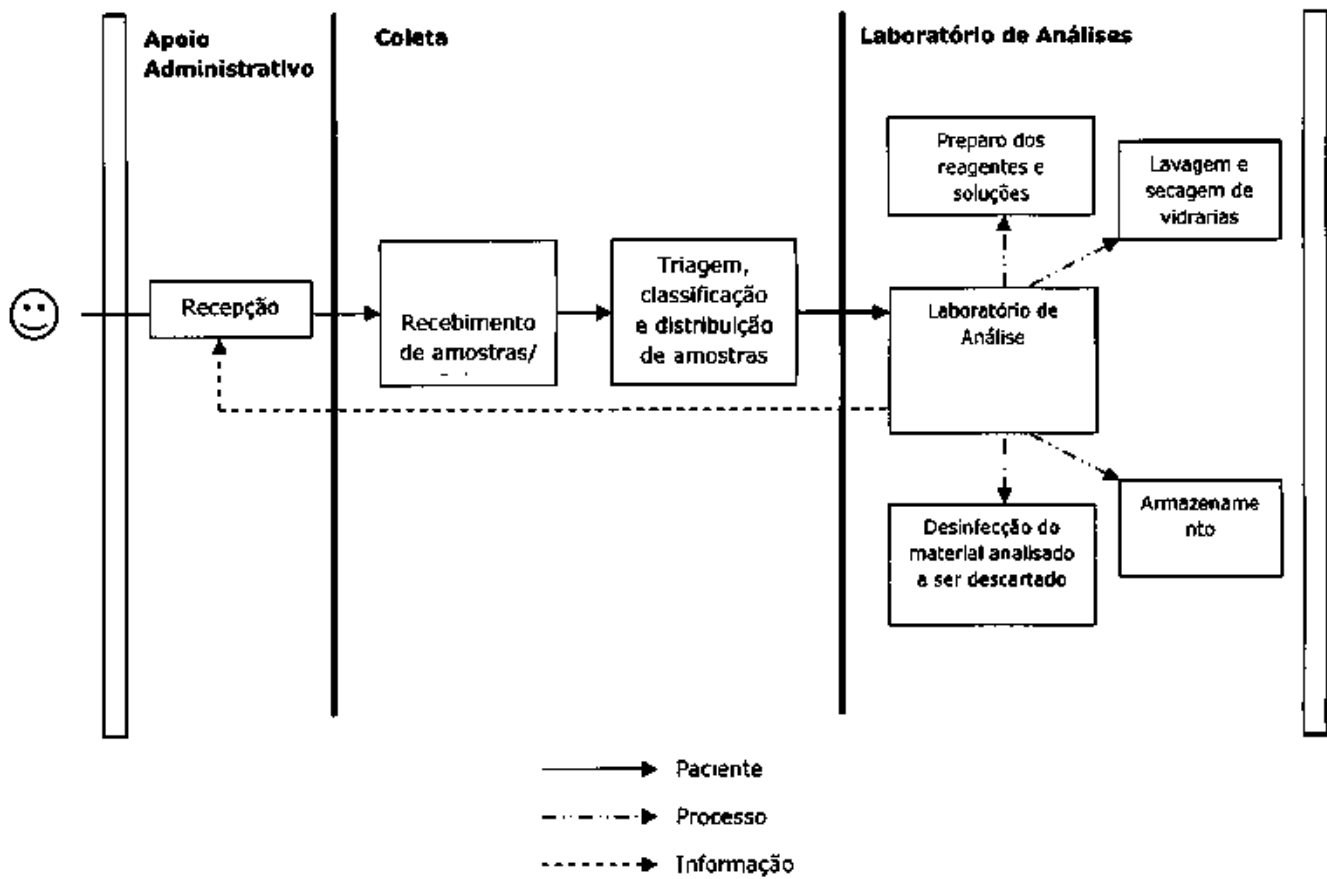 Apoio
Administrativo
Coleta
Laboratório de Análises
Preparo dos
reagentes e
soluções
Lavagem e
secagem de
vidrarias
Recepção
Recebimento
de amostras/
Triagem,
classificação
e distribuição
de amostras
Laboratório de
Análise
Desinfecção do
material analisado
a ser descartado
Armazename
nto
Paciente
Processo
Informação